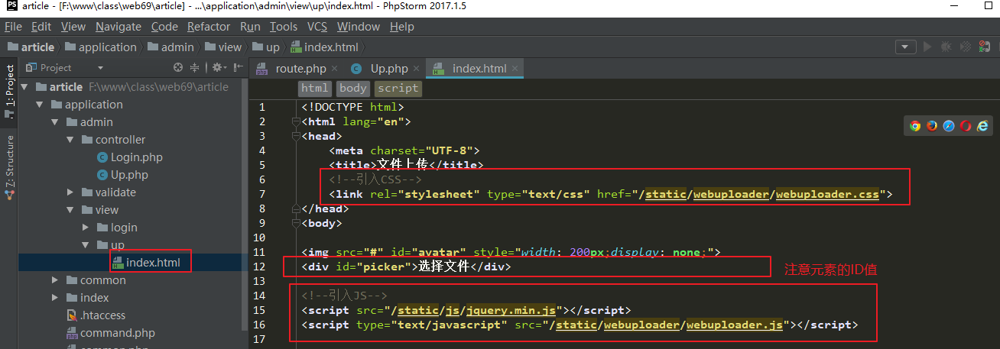 PS article - [F:\www\class\web69\article] - ...\application\admin\view\up\index.html - PhpStorm 2017.1.5
File Edit View Navigate Code Refactor Run Tools VCS Window Help
article application admin view up index.html
Project
route.php Up.php index.html
1: Project
7: Structure
article F:\www\class\web69\article
application
admin
controller
Login.php
Up.php
validate
view
login
up
index.html
common
index
.htaccess
command.php
common.php
html body script
1 <!DOCTYPE html>
2 <html lang="en">
3 <head>
4 <meta charset="UTF-8">
5 <title>文件上传</title>
6 <!--引入CSS-->
7 <link rel="stylesheet" type="text/css" href="/static/webuploader/webuploader.css">
8 </head>
9 <body>
10
11 <img src="#" id="avatar" style="width: 200px;display: none;">
12 <div id="picker">选择文件</div>
注意元素的ID值
13
14 <!--引入JS-->
15 <script src="/static/js/jquery.min.js"></script>
16 <script type="text/javascript" src="/static/webuploader/webuploader.js"></script>
17